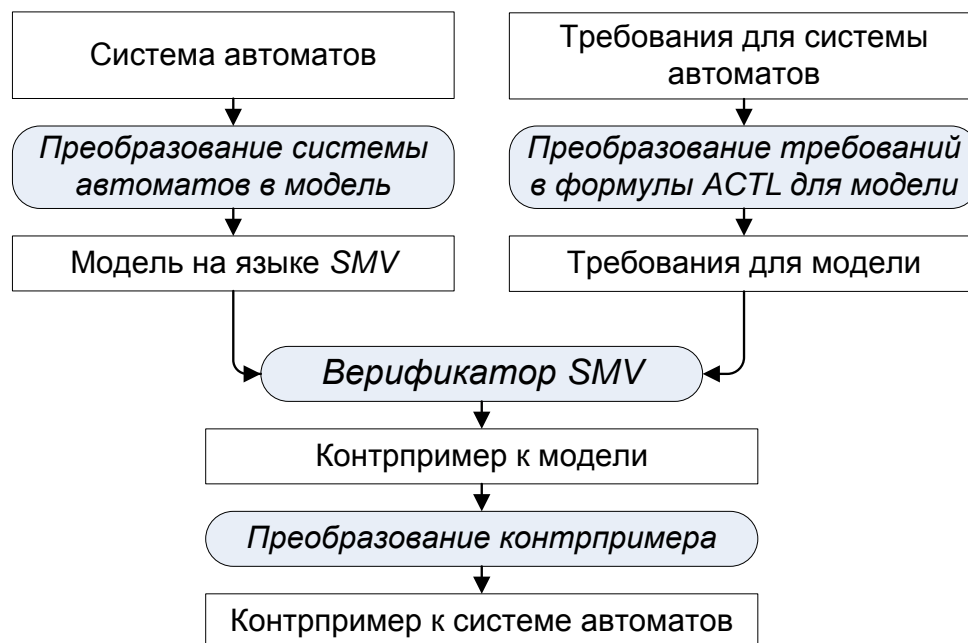 Система автоматов
Требования для системы
автоматов
Преобразование системы
автоматов в модель
Преобразование требований
в формулы ACTL для модели
Модель на языке SMV
Требования для модели
Верификатор SMV
Контрпример к модели
Преобразование контрпримера
Контрпример к системе автоматов